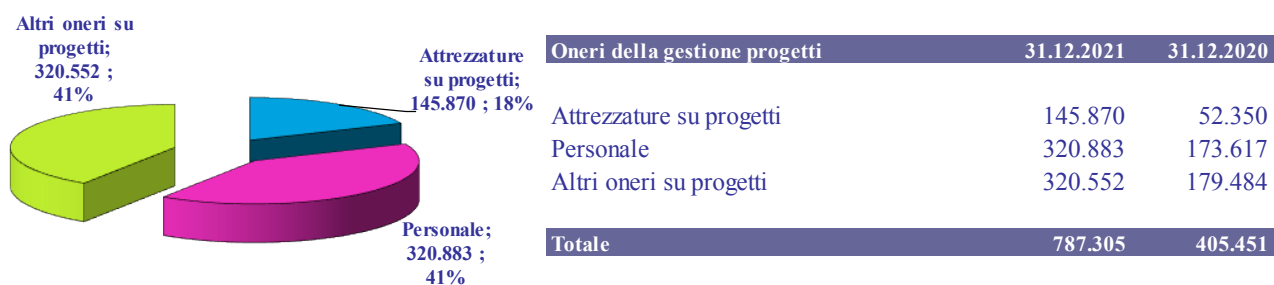 Altri oneri su
progetti;
320.552 ;
41%
Attrezzature
su progetti;
145.870 ; 18%
Personale;
320.883 ;
41%
Oneri della gestione progetti 31.12.2021 31.12.2020
Attrezzature su progetti 145.870 52.350
Personale 320.883 173.617
Altri oneri su progetti 320.552 179.484
Totale 787.305 405.451